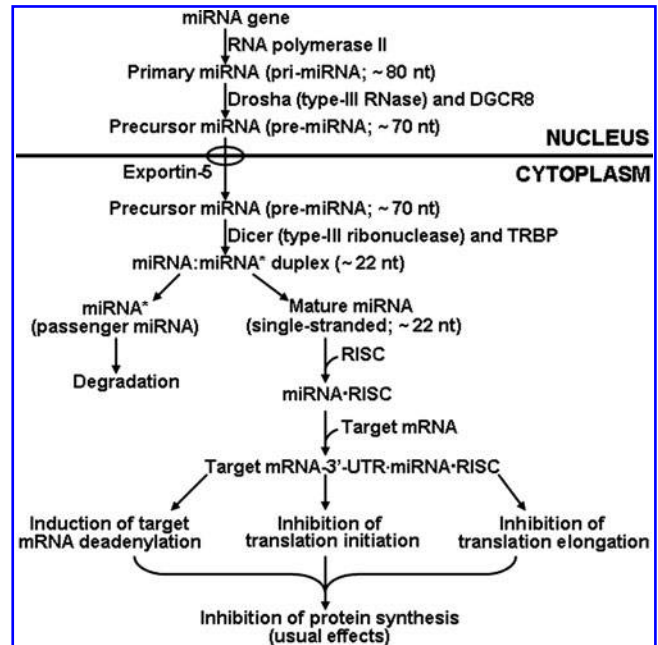 miRNA gene
RNA polymerase II
Primary miRNA (pri-miRNA; ~80 nt)
Drosha (type-III RNase) and DGCR8
Precursor miRNA (pre-miRNA; ~70 nt)
NUCLEUS
Exportin-5
CYTOPLASM
Precursor miRNA (pre-miRNA; ~70 nt)
Dicer (type-III ribonuclease) and TRBP
miRNA:miRNA* duplex (~22 nt)
miRNA*
(passenger miRNA)
Mature miRNA
(single-stranded; ~22 nt)
Degradation
RISC
miRNA•RISC
Target mRNA
Target mRNA-3'-UTR·miRNA•RISC
Induction of target
mRNA deadenylation
Inhibition of
translation initiation
Inhibition of
translation elongation
Inhibition of protein synthesis
(usual effects)